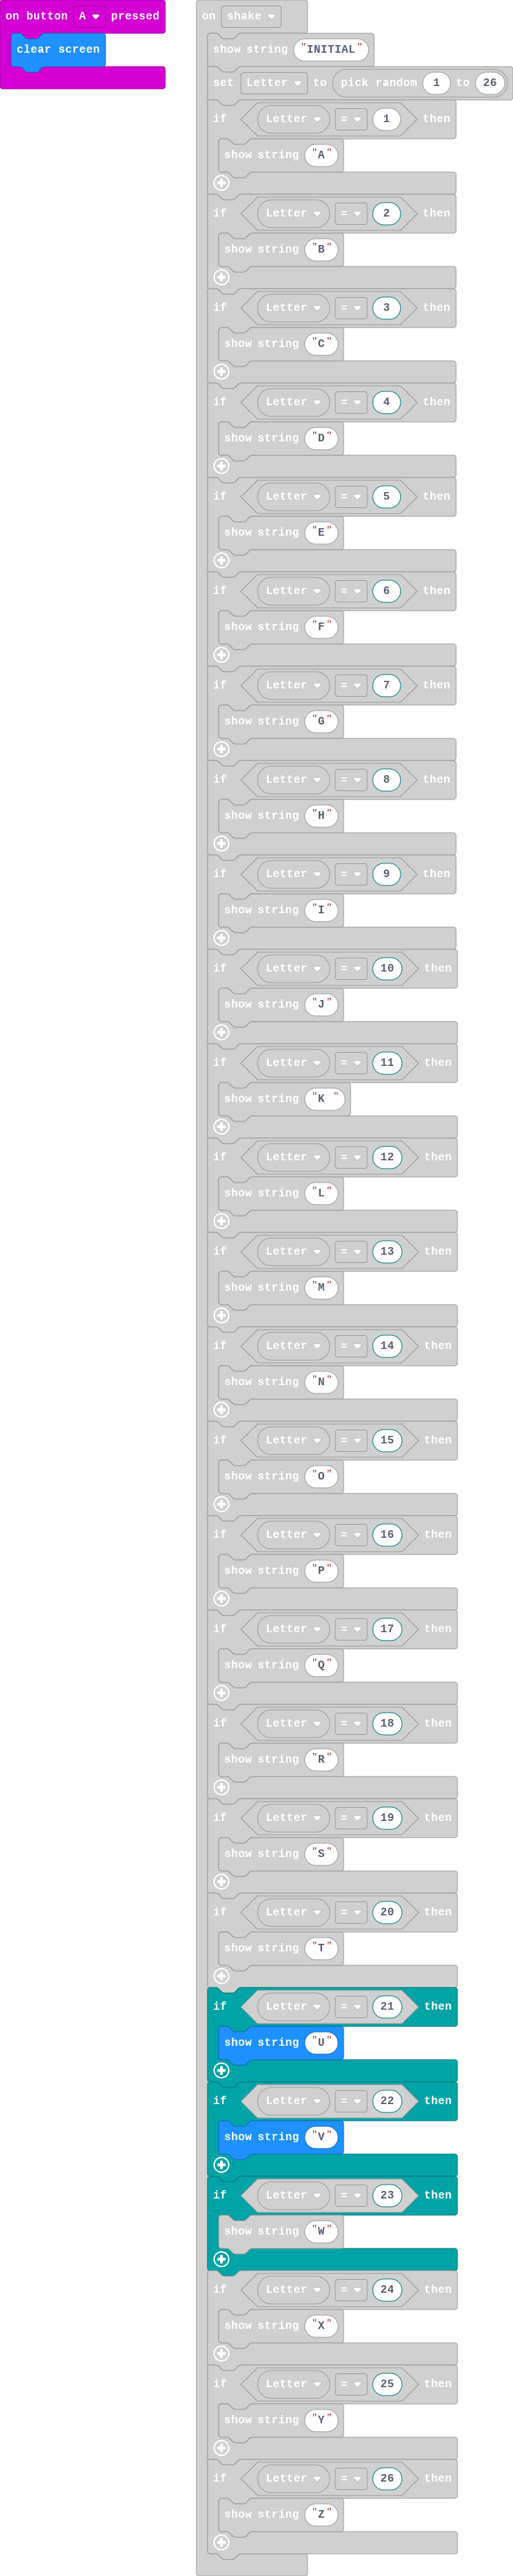 on button A pressed
clear screen
on shake
show string "INITIAL"
set Letter to pick random 1 to 26
if Letter = 1 then
show string "A"
if Letter = 2 then
show string "B"
if Letter = 3 then
show string "C"
if Letter = 4 then
show string "D"
if Letter = 5 then
show string "E"
if Letter = 6 then
show string "F"
if Letter = 7 then
show string "G"
if Letter = 8 then
show string "H"
if Letter = 9 then
show string "I"
if Letter = 10 then
show string "J"
if Letter = 11 then
show string "K "
if Letter = 12 then
show string "L"
if Letter = 13 then
show string "M"
if Letter = 14 then
show string "N"
if Letter = 15 then
show string "O"
if Letter = 16 then
show string "P"
if Letter = 17 then
show string "Q"
if Letter = 18 then
show string "R"
if Letter = 19 then
show string "S"
if Letter = 20 then
show string "T"
if Letter = 21 then
show string "U"
if Letter = 22 then
show string "V"
if Letter = 23 then
show string "W"
if Letter = 24 then
show string "X"
if Letter = 25 then
show string "Y"
if Letter = 26 then
show string "Z"